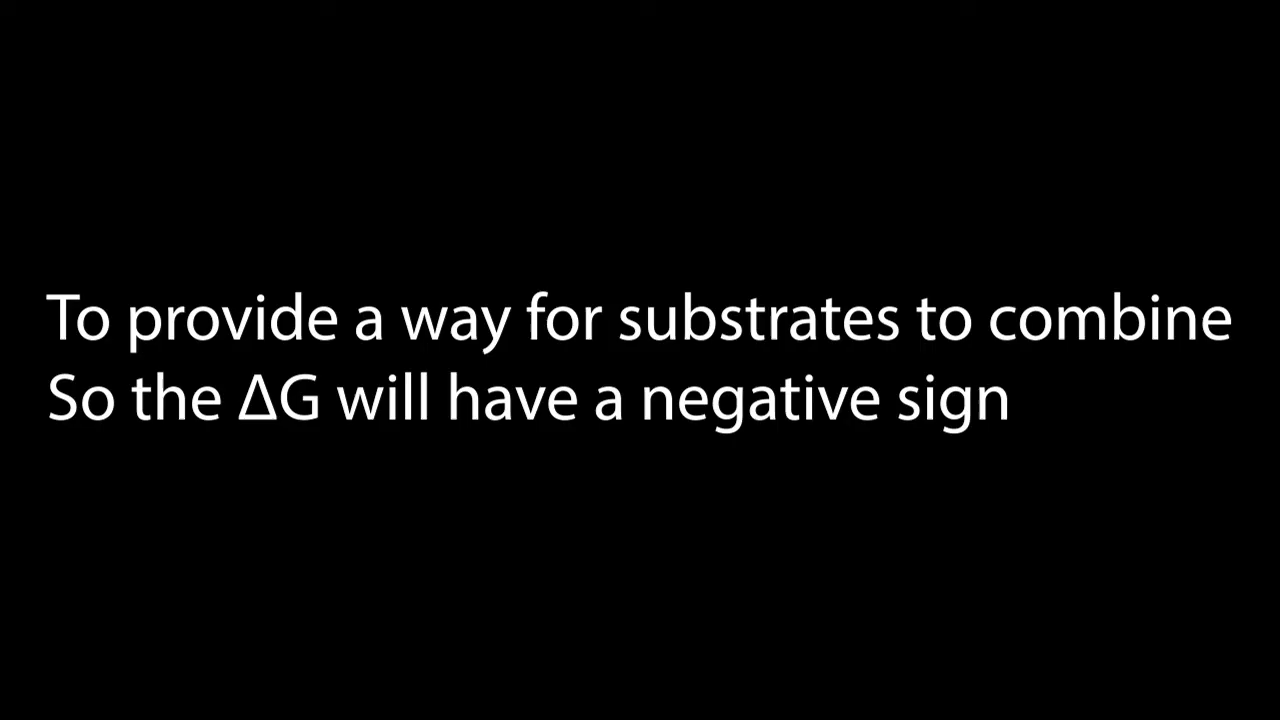 To provide a way for substrates to combine
So the ΔG will have a negative sign